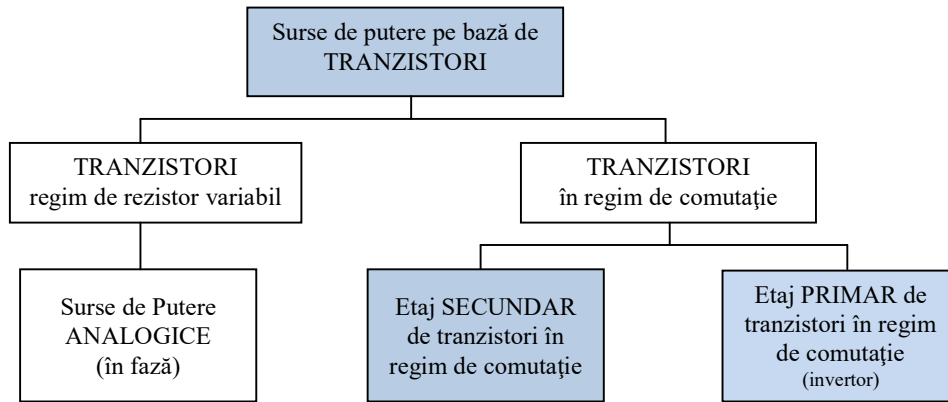 Surse de putere pe bază de
TRANZISTORI
TRANZISTORI
regim de rezistor variabil
TRANZISTORI
în regim de comutaţie
Surse de Putere
ANALOGICE
(în fază)
Etaj SECUNDAR
de tranzistori în
regim de comutaţie
Etaj PRIMAR de
tranzistori în regim
de comutaţie
(invertor)